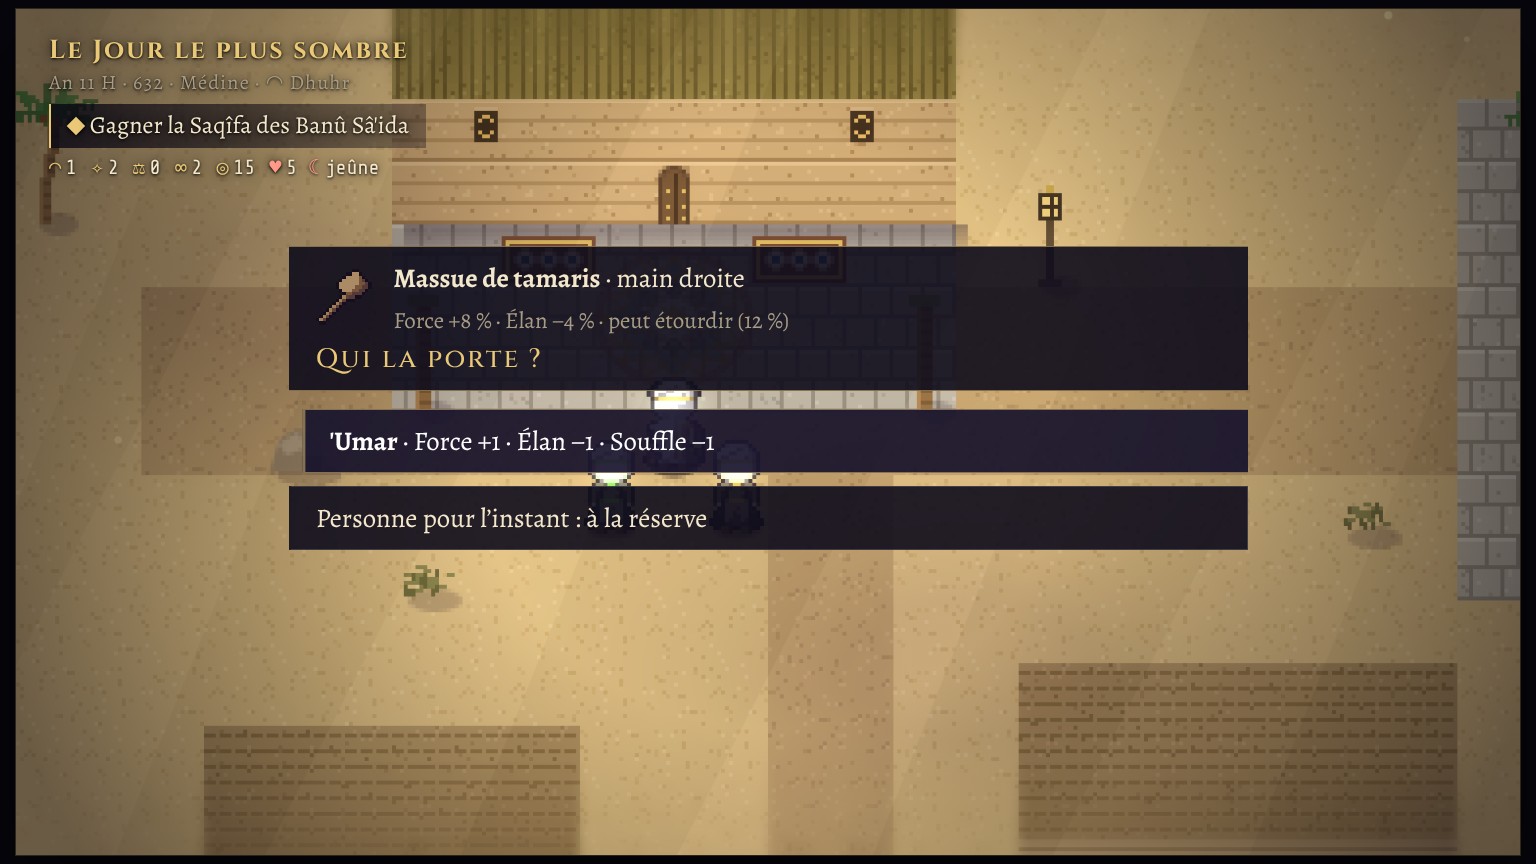 Le Jour le plus sombre
An 11 H · 632 · Médine · ◠ Dhuhr
◆ Gagner la Saqîfa des Banû Sâ'ida
◠ 1 ✧ 2 ⚖ 0 ∞ 2 ◎ 15 ♥ 5 ☾ jeûne
Massue de tamaris · main droite
Force +8 % · Élan −4 % · peut étourdir (12 %)
Qui la porte ?
'Umar · Force +1 · Élan −1 · Souffle −1
Personne pour l’instant : à la réserve